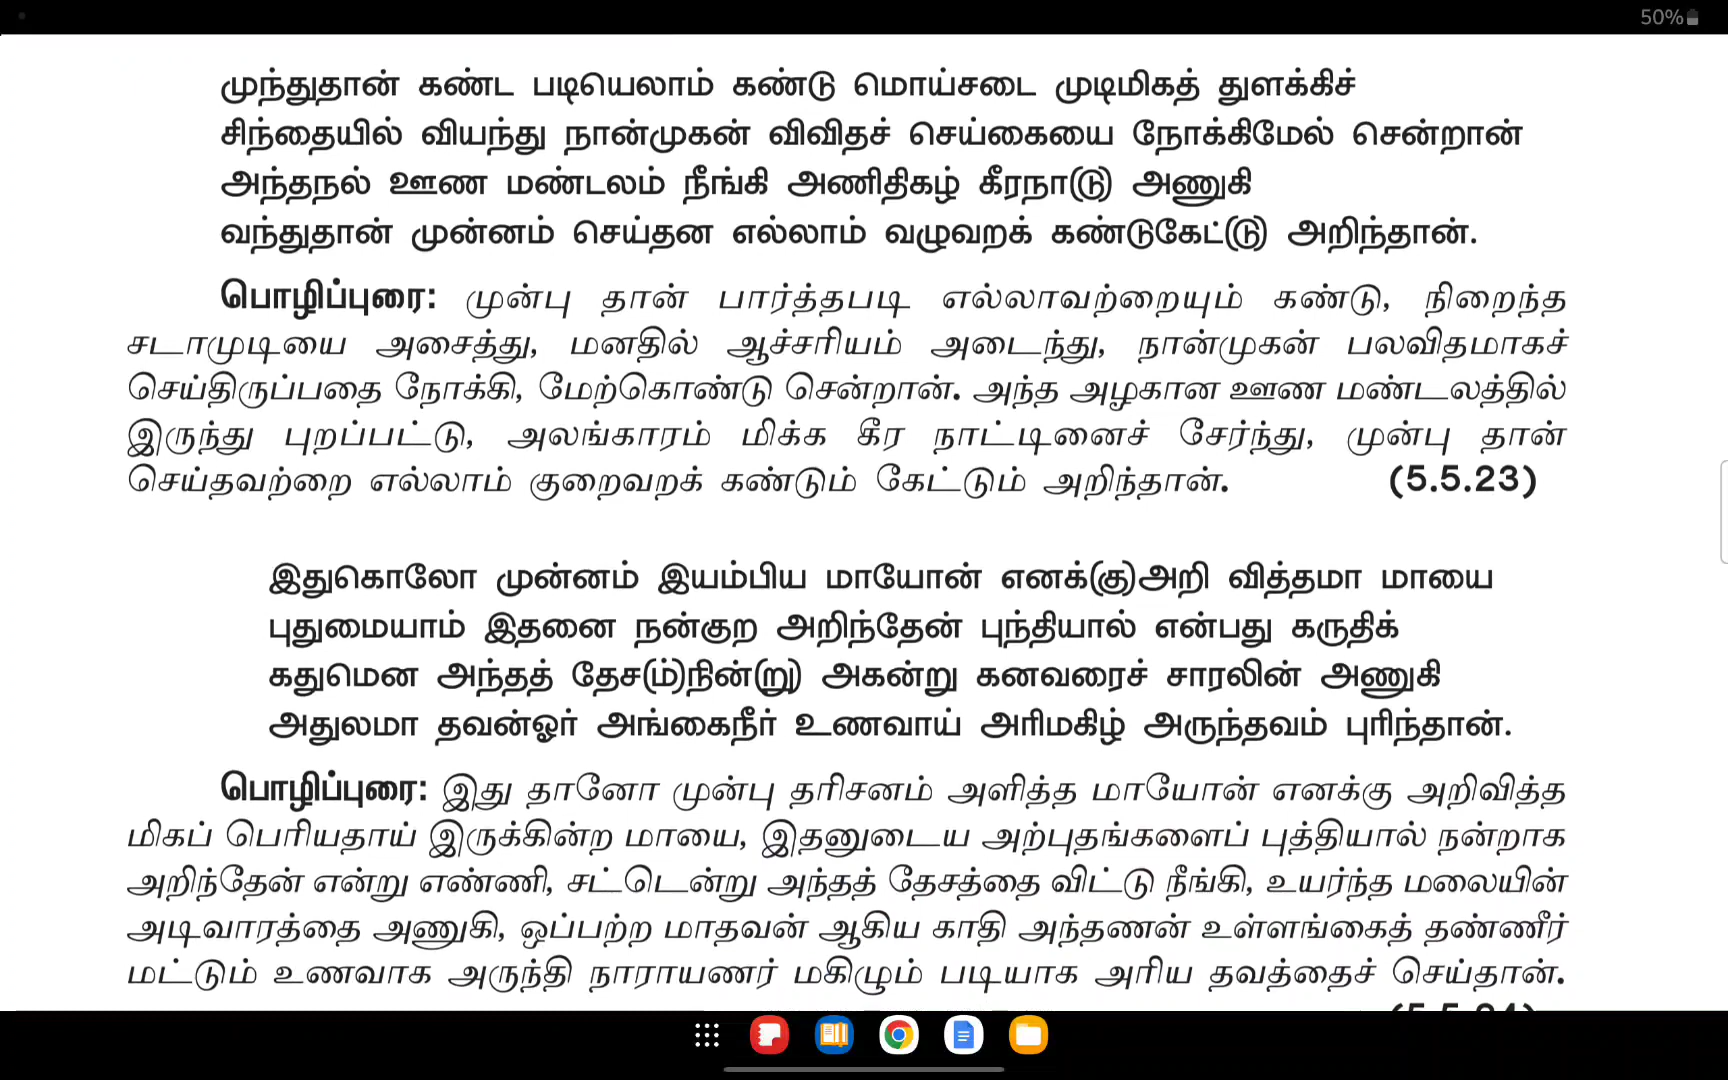 50%
முந்துதான் கண்ட படியெலாம் கண்டு மொய்சடை முடிமிகத் துளக்கிச்
சிந்தையில் வியந்து நான்முகன் விவிதச் செய்கையை நோக்கிமேல் சென்றான்
அந்தநல் ஊண மண்டலம் நீங்கி அணிதிகழ் கீரநா(டு) அணுகி
வந்துதான் முன்னம் செய்தன எல்லாம் வழுவறக் கண்டுகேட்(டு) அறிந்தான்.
பொழிப்புரை: முன்பு தான் பார்த்தபடி எல்லாவற்றையும் கண்டு, நிறைந்த
சடாமுடியை அசைத்து, மனதில் ஆச்சரியம் அடைந்து, நான்முகன் பலவிதமாகச்
செய்திருப்பதை நோக்கி, மேற்கொண்டு சென்றான். அந்த அழகான ஊண மண்டலத்தில்
இருந்து புறப்பட்டு, அலங்காரம் மிக்க கீர நாட்டினைச் சேர்ந்து, முன்பு தான்
செய்தவற்றை எல்லாம் குறைவறக் கண்டும் கேட்டும் அறிந்தான். (5.5.23)
இதுகொலோ முன்னம் இயம்பிய மாயோன் எனக்(கு)அறி வித்தமா மாயை
புதுமையாம் இதனை நன்குற அறிந்தேன் புந்தியால் என்பது கருதிக்
கதுமென அந்தத் தேச(ம்)நின்(று) அகன்று கனவரைச் சாரலின் அணுகி
அதுலமா தவன்ஓர் அங்கைநீர் உணவாய் அரிமகிழ் அருந்தவம் புரிந்தான்.
பொழிப்புரை: இது தானோ முன்பு தரிசனம் அளித்த மாயோன் எனக்கு அறிவித்த
மிகப் பெரியதாய் இருக்கின்ற மாயை, இதனுடைய அற்புதங்களைப் புத்தியால் நன்றாக
அறிந்தேன் என்று எண்ணி, சட்டென்று அந்தத் தேசத்தை விட்டு நீங்கி, உயர்ந்த மலையின்
அடிவாரத்தை அணுகி, ஒப்பற்ற மாதவன் ஆகிய காதி அந்தணன் உள்ளங்கைத் தண்ணீர்
மட்டும் உணவாக அருந்தி நாராயணர் மகிழும் படியாக அரிய தவத்தைச் செய்தான்.
(5.5.24)